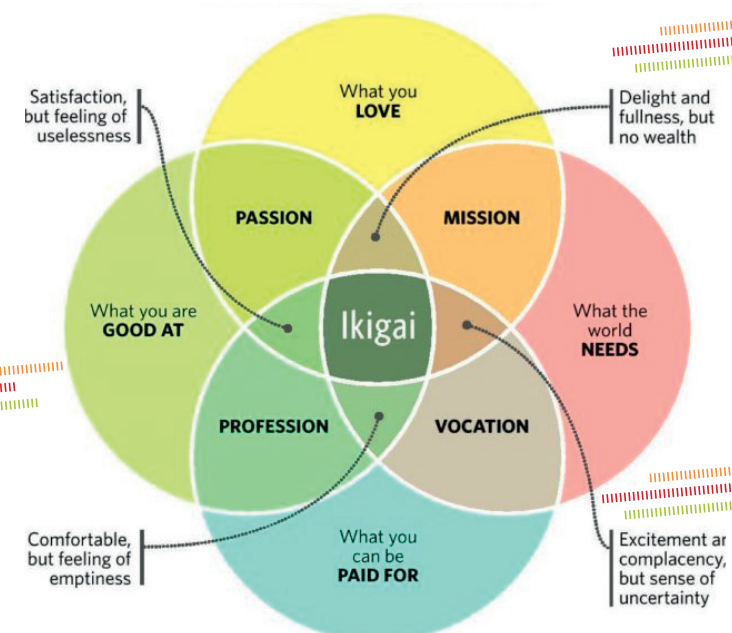 What you
LOVE
Satisfaction,
but feeling of
uselessness
Delight and
fullness, but
no wealth
PASSION
MISSION
What you are
GOOD AT
Ikigai
What the
world
NEEDS
PROFESSION
VOCATION
Comfortable,
but feeling of
emptiness
What you
can be
PAID FOR
Excitement ar
complacency,
but sense of
uncertainty